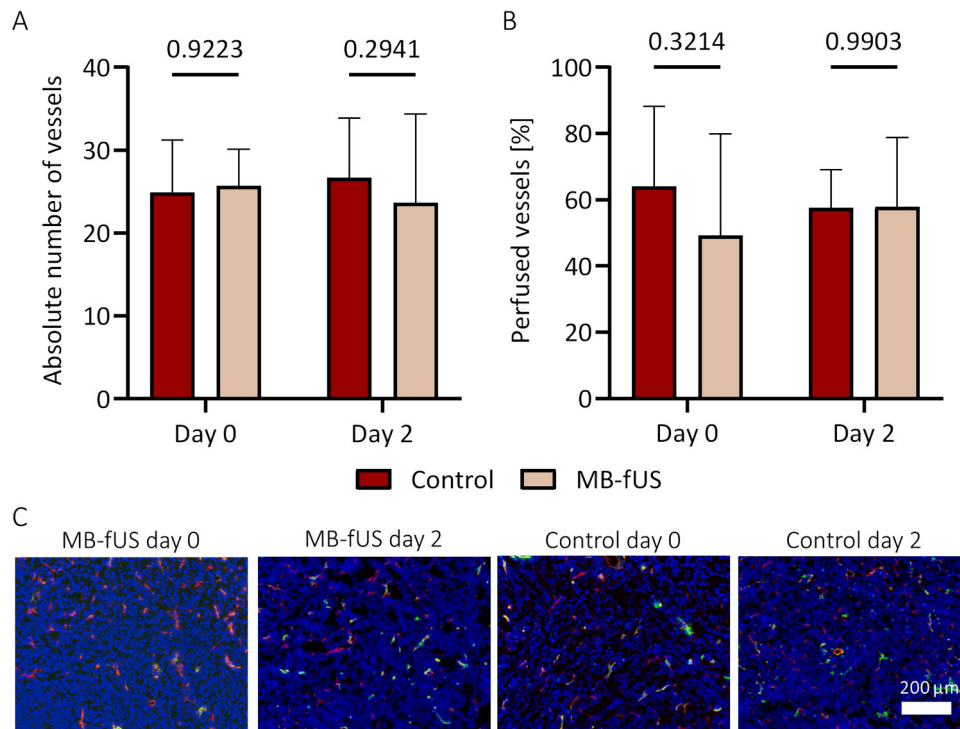 A
0.9223 0.2941
Absolute number of vessels
40
30
20
10
0
Day 0 Day 2
B
0.3214 0.9903
Perfused vessels [%]
100
80
60
40
20
0
Day 0 Day 2
Control MB-fUS
C
MB-fUS day 0 MB-fUS day 2 Control day 0 Control day 2
200 µm